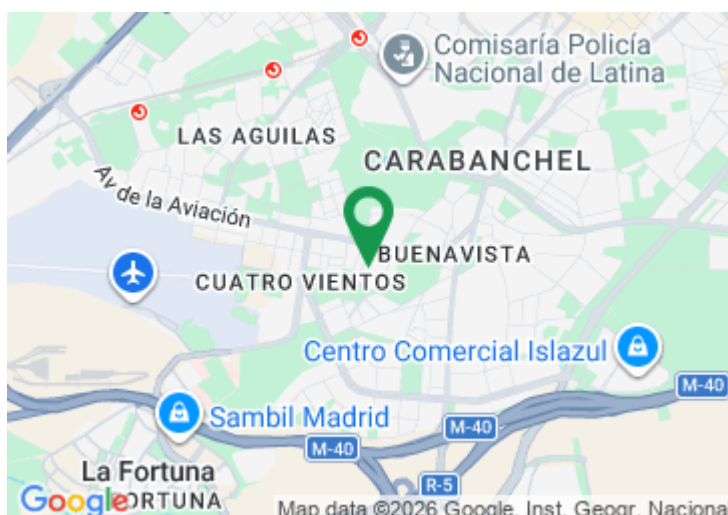 Comisaría Policía
Nacional de Latina
LAS AGUILAS
CARABANCHEL
Av. de la Aviación
BUENAVISTA
CUATRO VIENTOS
Centro Comercial Islazul
M-40
Sambil Madrid
M-40
M-40
La Fortuna
R-5
Google
ORTUNA
Map data ©2026 Google, Inst. Geogr. Naciona